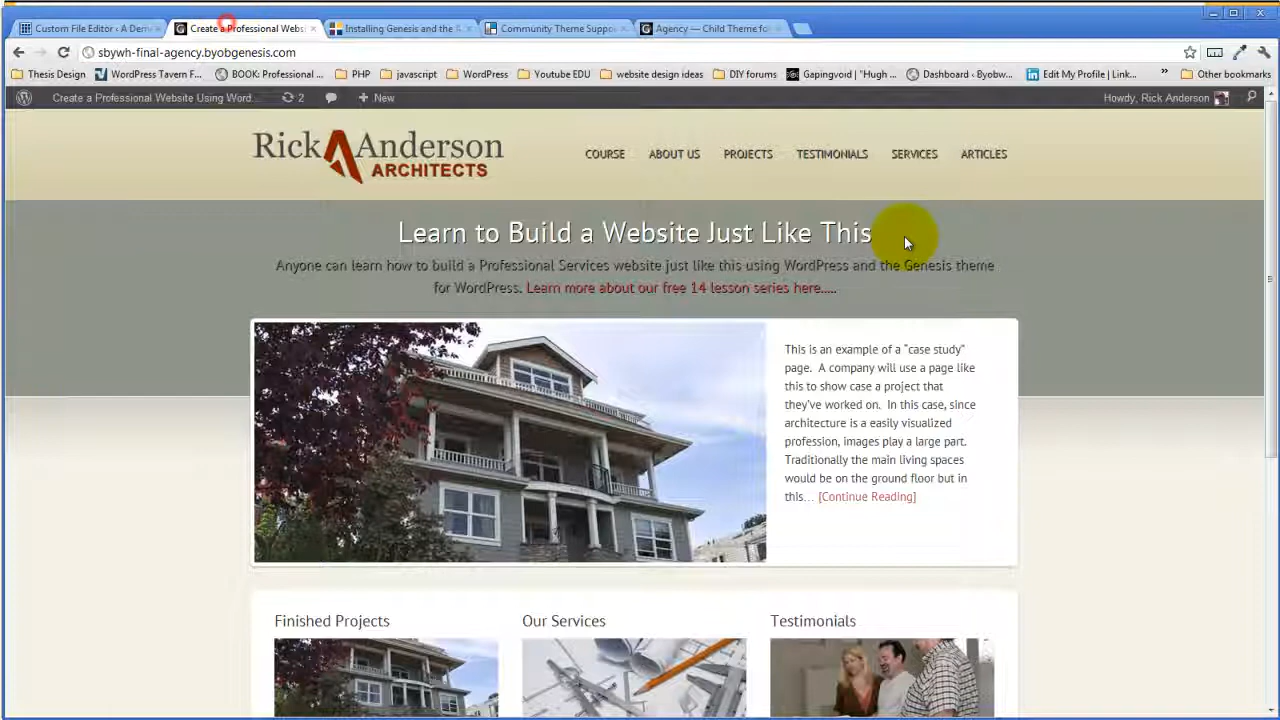 Custom File Editor ‹ A Dem
Create a Professional Webs
Installing Genesis and the A
Community Theme Suppo
Agency — Child Theme fo
sbywh-final-agency.byobgenesis.com
Thesis Design
WordPress Tavern F...
BOOK: Professional ...
PHP
javascript
WordPress
Youtube EDU
website design ideas
DIY forums
Gapingvoid | "Hugh ...
Dashboard ‹ Byobw...
Edit My Profile | Link...
»
Other bookmarks
Create a Professional Website Using Word...
2
New
Howdy, Rick Anderson
Rick Anderson
ARCHITECTS
COURSE
ABOUT US
PROJECTS
TESTIMONIALS
SERVICES
ARTICLES
Learn to Build a Website Just Like This
Anyone can learn how to build a Professional Services website just like this using WordPress and the Genesis theme
for WordPress. Learn more about our free 14 lesson series here.....
This is an example of a “case study”
page. A company will use a page like
this to show case a project that
they've worked on. In this case, since
architecture is a easily visualized
profession, images play a large part.
Traditionally the main living spaces
would be on the ground floor but in
this... [Continue Reading]
Finished Projects
Our Services
Testimonials